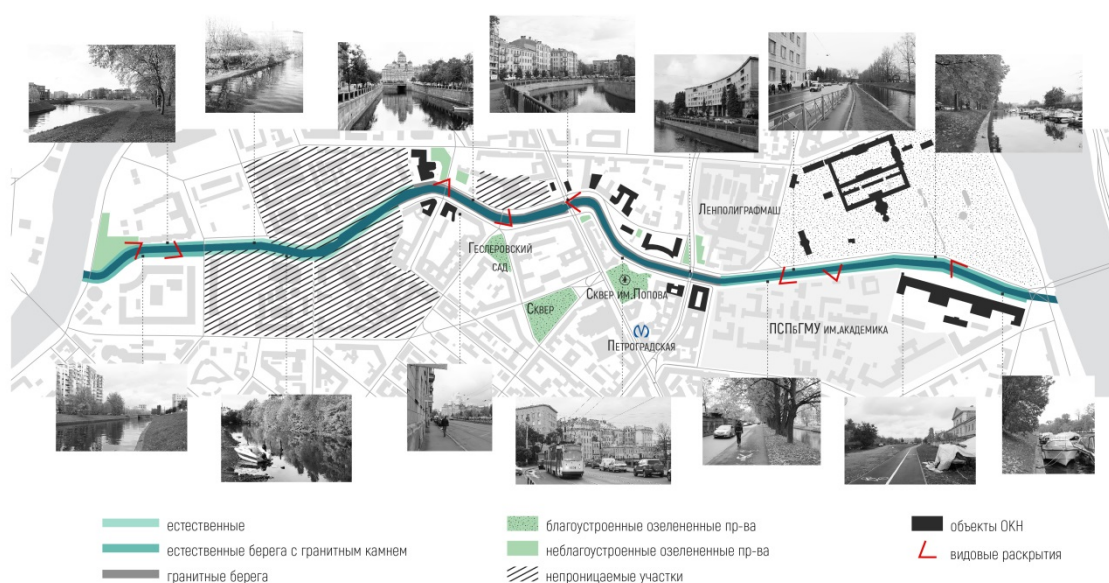 Ленполиграфмаш
Геслеровский
сад
Сквер им.Попова
Сквер
Петроградская
ПСПбГМУ им.академика
естественные
естественные берега с гранитным камнем
гранитные берега
благоустроенные озелененные пр-ва
неблагоустроенные озелененные пр-ва
непроницаемые участки
объекты ОКН
видовые раскрытия